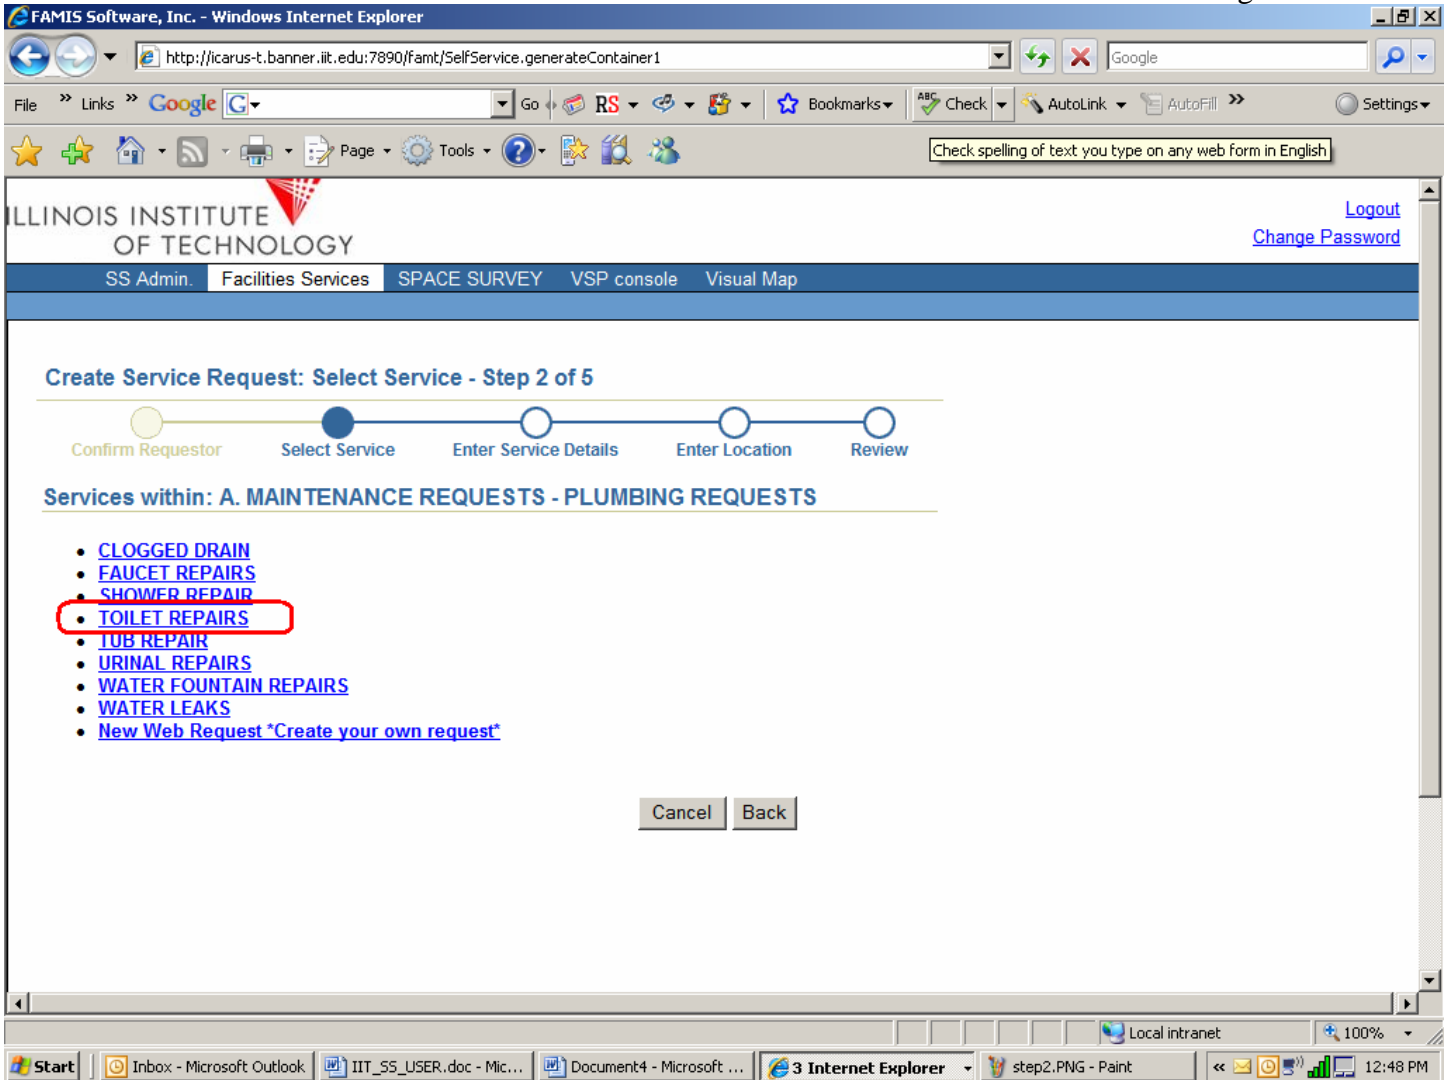 FAMIS Software, Inc. - Windows Internet Explorer
http://icarus-t.banner.iit.edu:7890/famt/SelfService.generateContainer1
Google
File » Links » Google G Go RS Bookmarks ABC Check AutoLink AutoFill » Settings
Page Tools
Check spelling of text you type on any web form in English
ILLINOIS INSTITUTE
OF TECHNOLOGY
Logout
Change Password
SS Admin. Facilities Services SPACE SURVEY VSP console Visual Map
Create Service Request: Select Service - Step 2 of 5
Confirm Requestor Select Service Enter Service Details Enter Location Review
Services within: A. MAINTENANCE REQUESTS - PLUMBING REQUESTS
CLOGGED DRAIN
FAUCET REPAIRS
SHOWER REPAIR
TOILET REPAIRS
TUB REPAIR
URINAL REPAIRS
WATER FOUNTAIN REPAIRS
WATER LEAKS
New Web Request *Create your own request*
Cancel Back
Local intranet 100%
Start Inbox - Microsoft Outlook IIT_SS_USER.doc - Mic... Document4 - Microsoft ... 3 Internet Explorer step2.PNG - Paint « 12:48 PM